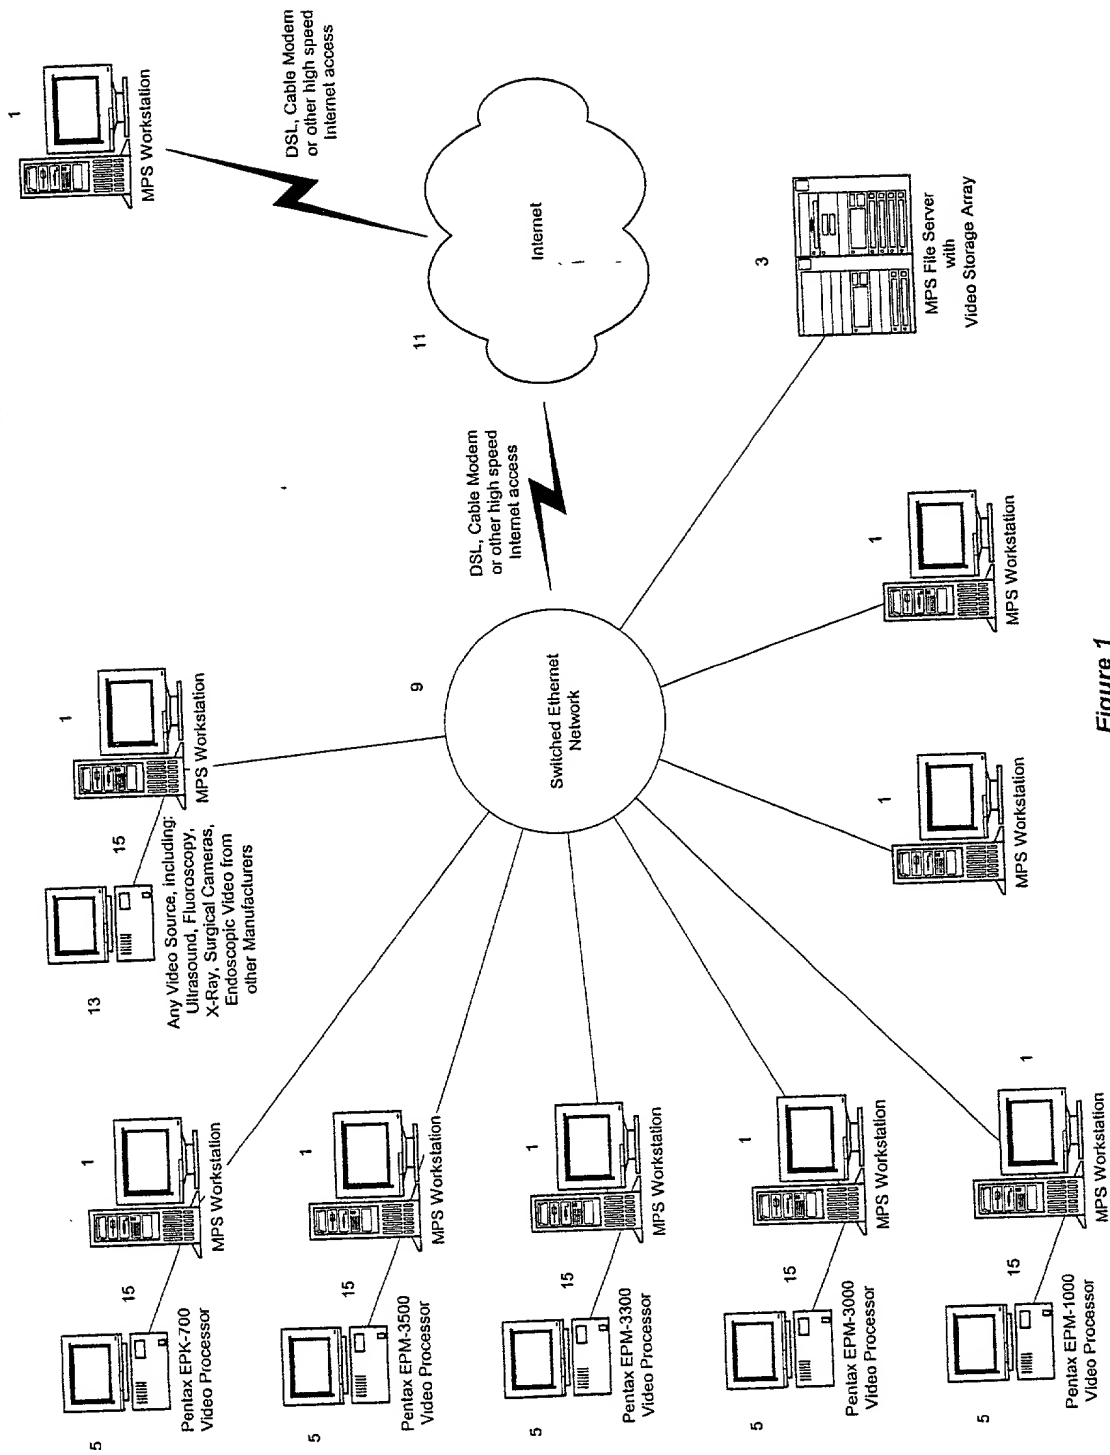 5
Pentax EPK-700
Video Processor
15
1
MPS Workstation
5
Pentax EPM-3500
Video Processor
15
1
MPS Workstation
5
Pentax EPM-3300
Video Processor
15
1
MPS Workstation
5
Pentax EPM-3000
Video Processor
15
1
MPS Workstation
5
Pentax EPM-1000
Video Processor
15
1
MPS Workstation
13
Any Video Source, including:
Ultrasound, Fluoroscopy,
X-Ray, Surgical Cameras,
Endoscopic Video from
other Manufacturers
15
1
MPS Workstation
9
Switched Ethernet
Network
1
MPS Workstation
1
MPS Workstation
DSL, Cable Modem
or other high speed
Internet access
11
Internet
3
MPS File Server
with
Video Storage Array
DSL, Cable Modem
or other high speed
Internet access
1
MPS Workstation
Figure 1